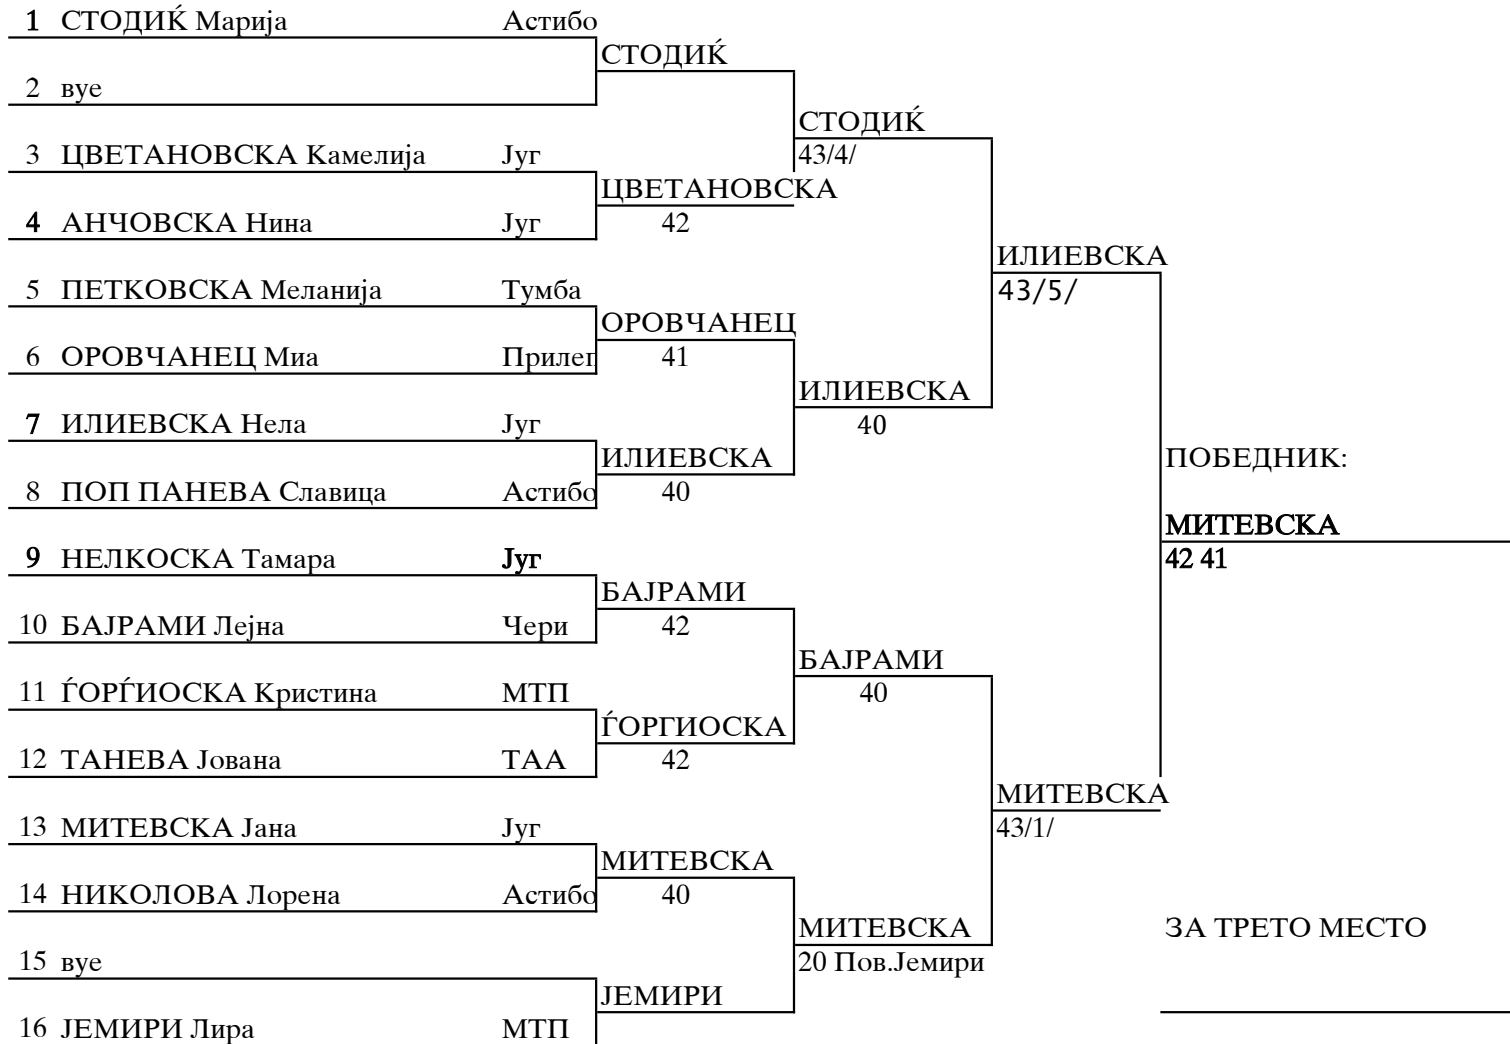 1 СТОДИЌ Марија Астибо
СТОДИЌ
2 вуе
СТОДИЌ
3 ЦВЕТАНОВСКА Камелија Југ
43/4/
ЦВЕТАНОВСКА
4 АНЧОВСКА Нина Југ
42
ИЛИЕВСКА
5 ПЕТКОВСКА Меланија Тумба
43/5/
ОРОВЧАНЕЦ
6 ОРОВЧАНЕЦ Миа Прилеп
41
ИЛИЕВСКА
7 ИЛИЕВСКА Нела Југ
40
ИЛИЕВСКА
ПОБЕДНИК:
8 ПОП ПАНЕВА Славица Астибо
40
МИТЕВСКА
9 НЕЛКОСКА Тамара Југ
42 41
БАЈРАМИ
10 БАЈРАМИ Лејна Чери
42
БАЈРАМИ
11 ЃОРЃИОСКА Кристина МТП
40
ЃОРГИОСКА
12 ТАНЕВА Јована ТАА
42
МИТЕВСКА
13 МИТЕВСКА Јана Југ
43/1/
МИТЕВСКА
14 НИКОЛОВА Лорена Астибо
40
МИТЕВСКА
ЗА ТРЕТО МЕСТО
15 вуе
20 Пов.Јемири
ЈЕМИРИ
16 ЈЕМИРИ Лира МТП